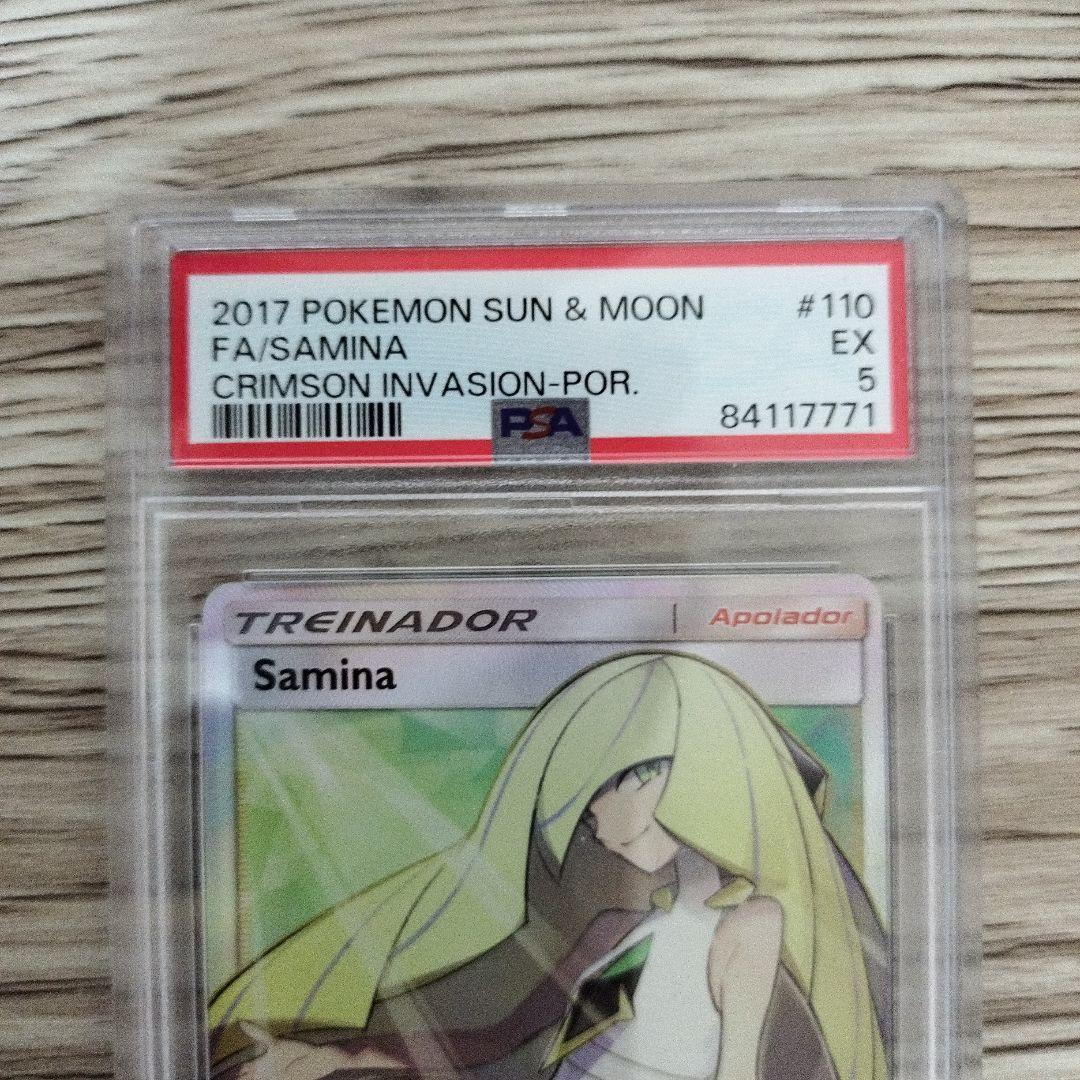 2017 POKEMON SUN & MOON #110
FA/SAMINA EX
CRIMSON INVASION-POR. 5
PSA 84117771
TREINADOR | Apoiador
Samina